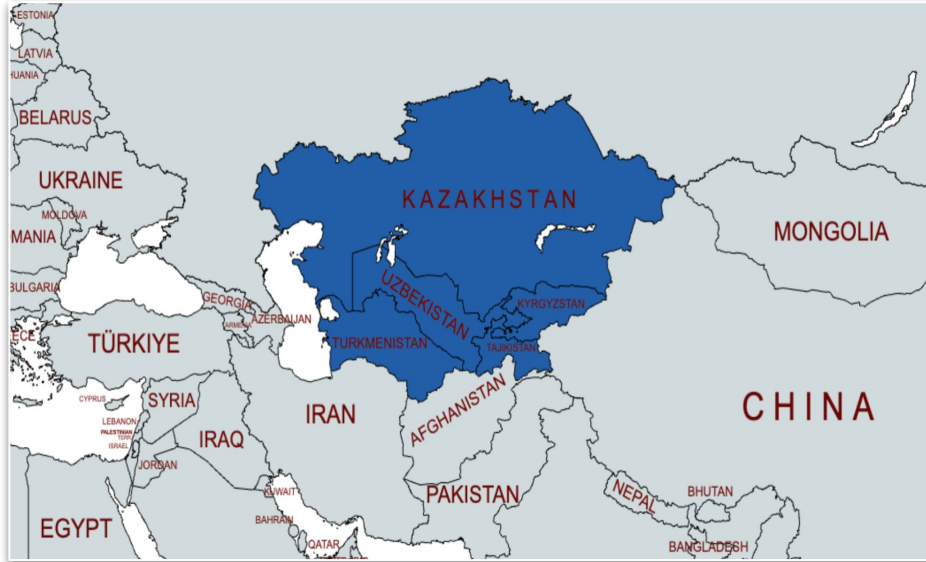 ESTONIA
LATVIA
HUANIA
BELARUS
UKRAINE
MOLDOVA
MANIA
BULGARIA
ECE
KAZAKHSTAN
MONGOLIA
UZBEKISTAN
KYRGYZSTAN
GEORGIA
ARMENIA
AZERBAIJAN
TÜRKIYE
TURKMENISTAN
TAJIKISTAN
CYPRUS
SYRIA
LEBANON
PALESTINIAN
TERR.
ISRAEL
IRAQ
IRAN
AFGHANISTAN
CHINA
JORDAN
KUWAIT
PAKISTAN
NEPAL
BHUTAN
EGYPT
BAHRAIN
QATAR
BANGLADESH